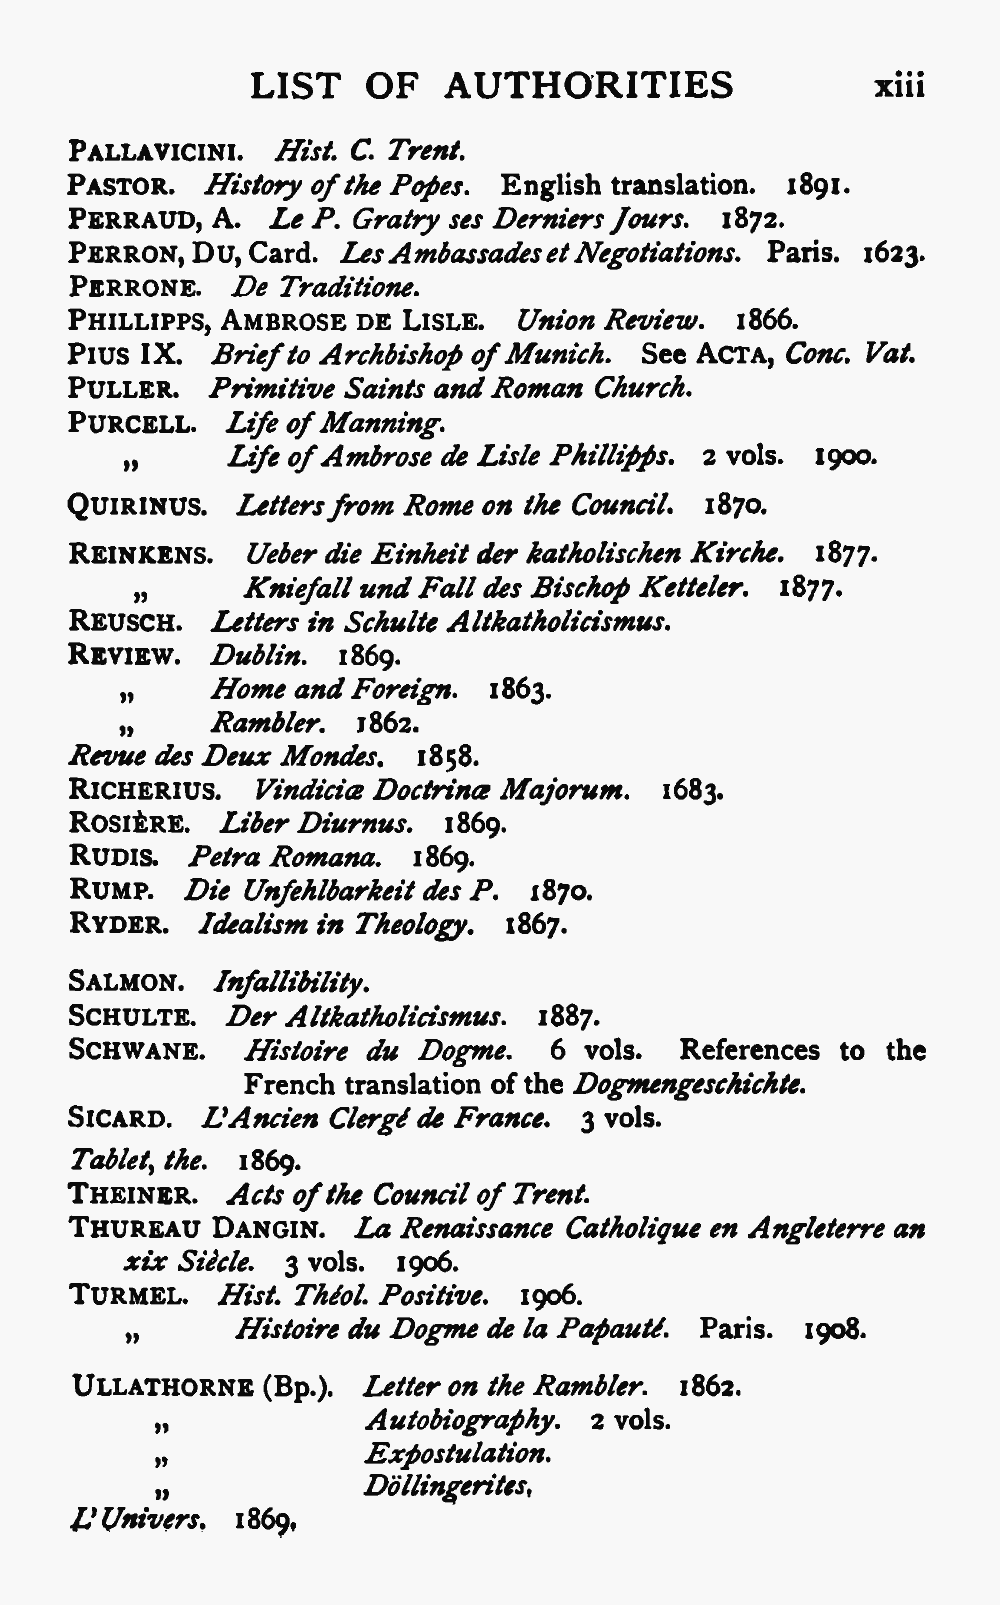 LIST OF AUTHORITIES xiii
PALLAVICINI. Hist. C. Trent.
PASTOR. History of the Popes. English translation. 1891.
PERRAUD, A. Le P. Gratry ses Derniers Jours. 1872.
PERRON, DU, Card. Les Ambassades et Negotiations. Paris. 1623.
PERRONE. De Traditione.
PHILLIPPS, AMBROSE DE LISLE. Union Review. 1866.
PIUS IX. Brief to Archbishop of Munich. See ACTA, Conc. Vat.
PULLER. Primitive Saints and Roman Church.
PURCELL. Life of Manning.
„ Life of Ambrose de Lisle Phillipps. 2 vols. 1900.
QUIRINUS. Letters from Rome on the Council. 1870.
REINKENS. Ueber die Einheit der katholischen Kirche. 1877.
„ Kniefall und Fall des Bischop Ketteler. 1877.
REUSCH. Letters in Schulte Altkatholicismus.
REVIEW. Dublin. 1869.
„ Home and Foreign. 1863.
„ Rambler. 1862.
Revue des Deux Mondes. 1858.
RICHERIUS. Vindiciæ Doctrinæ Majorum. 1683.
ROSIÈRE. Liber Diurnus. 1869.
RUDIS. Petra Romana. 1869.
RUMP. Die Unfehlbarkeit des P. 1870.
RYDER. Idealism in Theology. 1867.
SALMON. Infallibility.
SCHULTE. Der Altkatholicismus. 1887.
SCHWANE. Histoire du Dogme. 6 vols. References to the
French translation of the Dogmengeschichte.
SICARD. L'Ancien Clergé de France. 3 vols.
Tablet, the. 1869.
THEINER. Acts of the Council of Trent.
THUREAU DANGIN. La Renaissance Catholique en Angleterre an
xix Siècle. 3 vols. 1906.
TURMEL. Hist. Théol. Positive. 1906.
„ Histoire du Dogme de la Papauté. Paris. 1908.
ULLATHORNE (Bp.). Letter on the Rambler. 1862.
„ Autobiography. 2 vols.
„ Expostulation.
„ Döllingerites,
L'Univers. 1869,